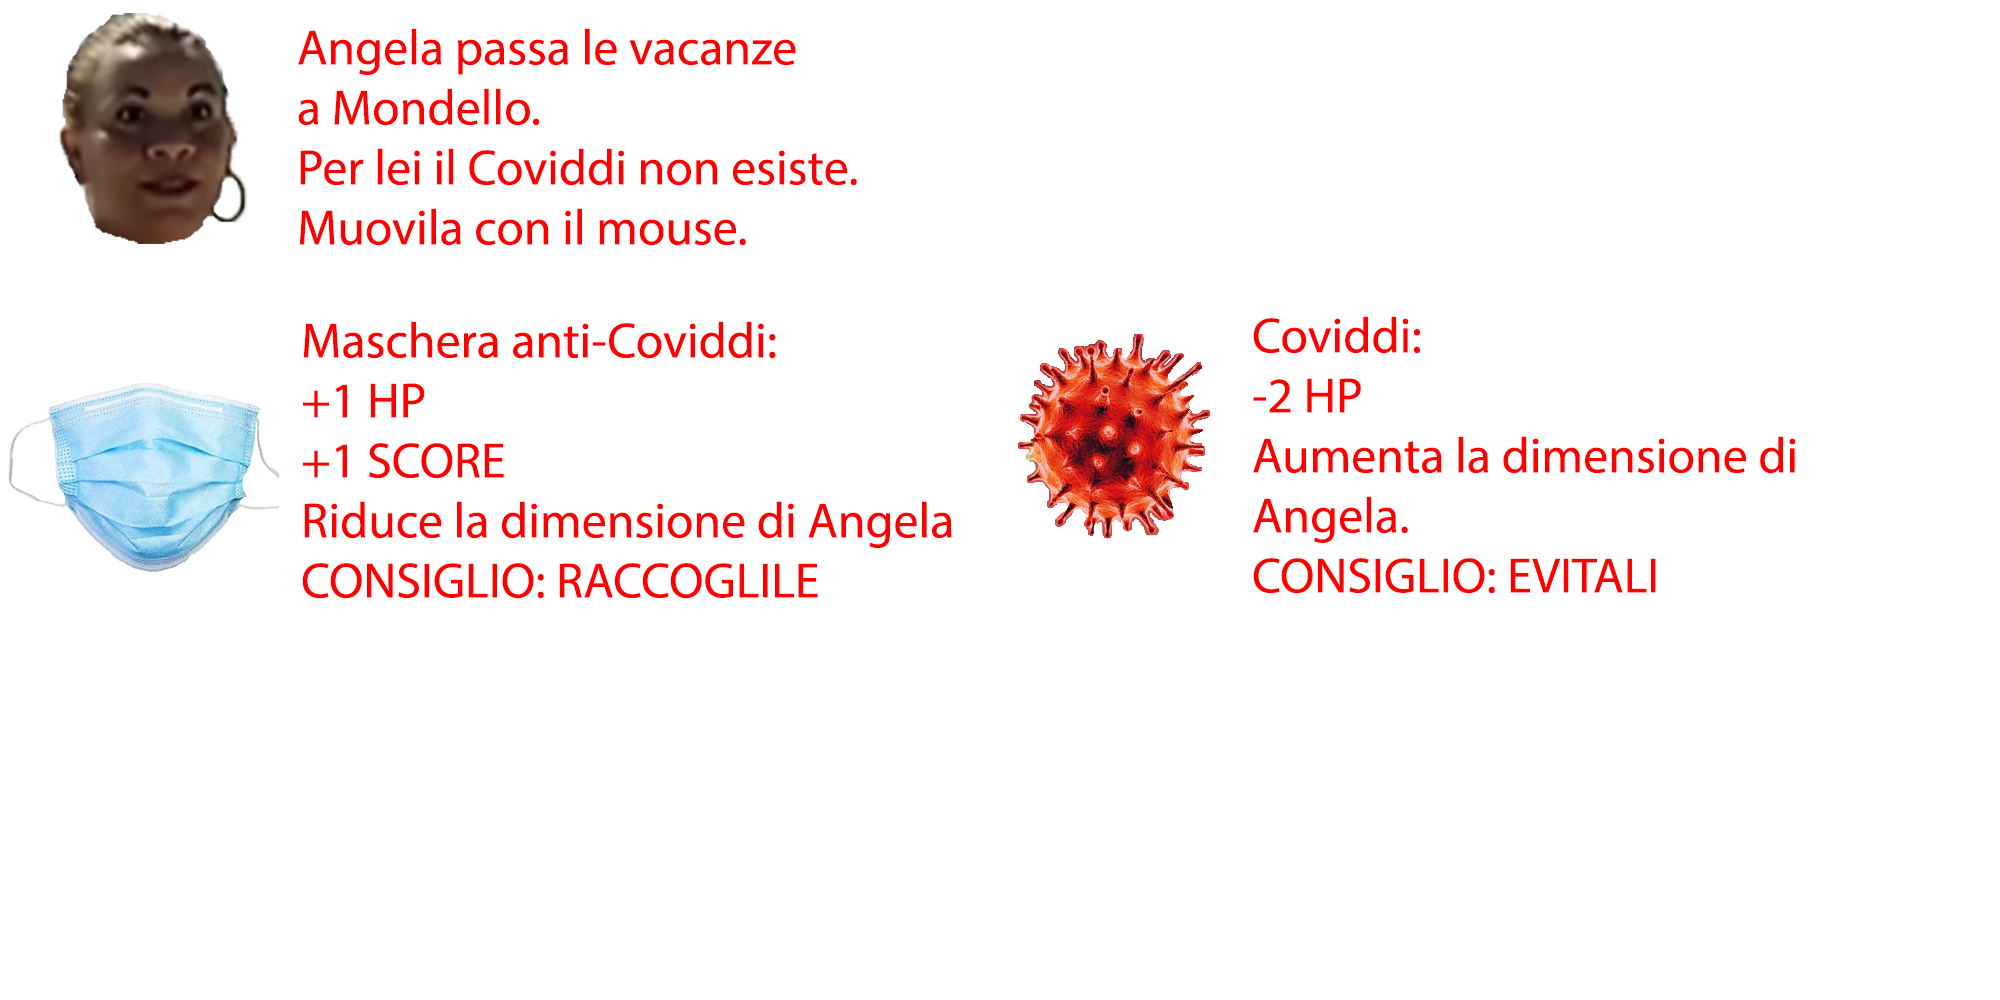 Angela passa le vacanze
a Mondello.
Per lei il Coviddi non esiste.
Muovila con il mouse.
Maschera anti-Coviddi:
+1 HP
+1 SCORE
Riduce la dimensione di Angela
CONSIGLIO: RACCOGLILE
Coviddi:
-2 HP
Aumenta la dimensione di
Angela.
CONSIGLIO: EVITALI